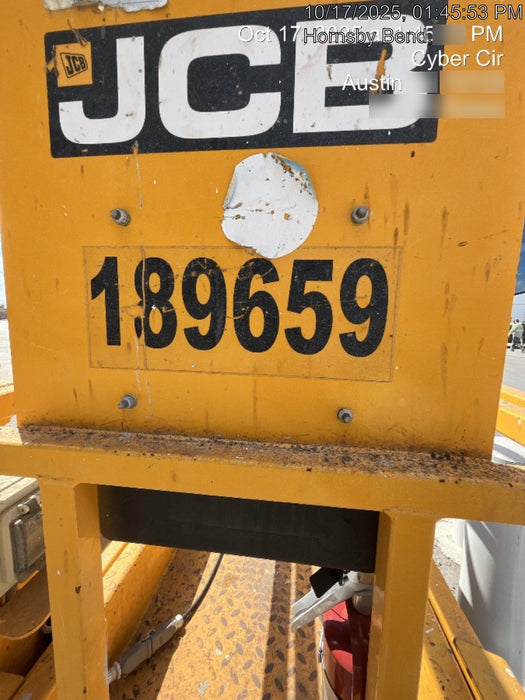 10/17/2025, 01:45:53 PM
Oct 17
Hornsby Bend
PM
Cyber Cir
Austin
JCB
JCB
189659